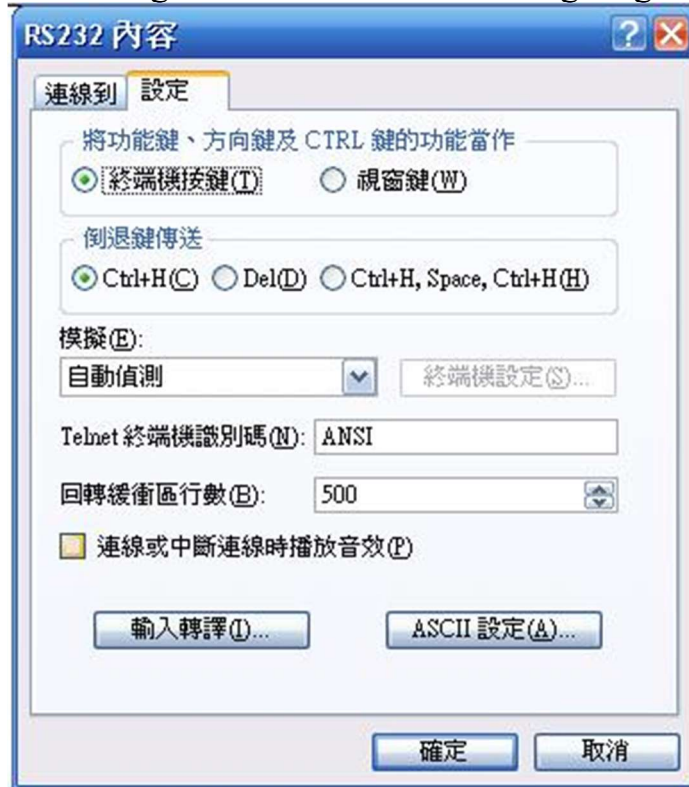 RS232 內容
連線到 設定
將功能鍵、方向鍵及 CTRL 鍵的功能當作
終端機按鍵(T) 視窗鍵(W)
倒退鍵傳送
Ctrl+H(C) Del(D) Ctrl+H, Space, Ctrl+H(H)
模擬(E):
自動偵測 終端機設定(S)...
Telnet 終端機識別碼(N): ANSI
回轉緩衝區行數(B): 500
連線或中斷連線時播放音效(P)
輸入轉譯(I)... ASCII 設定(A)...
確定 取消